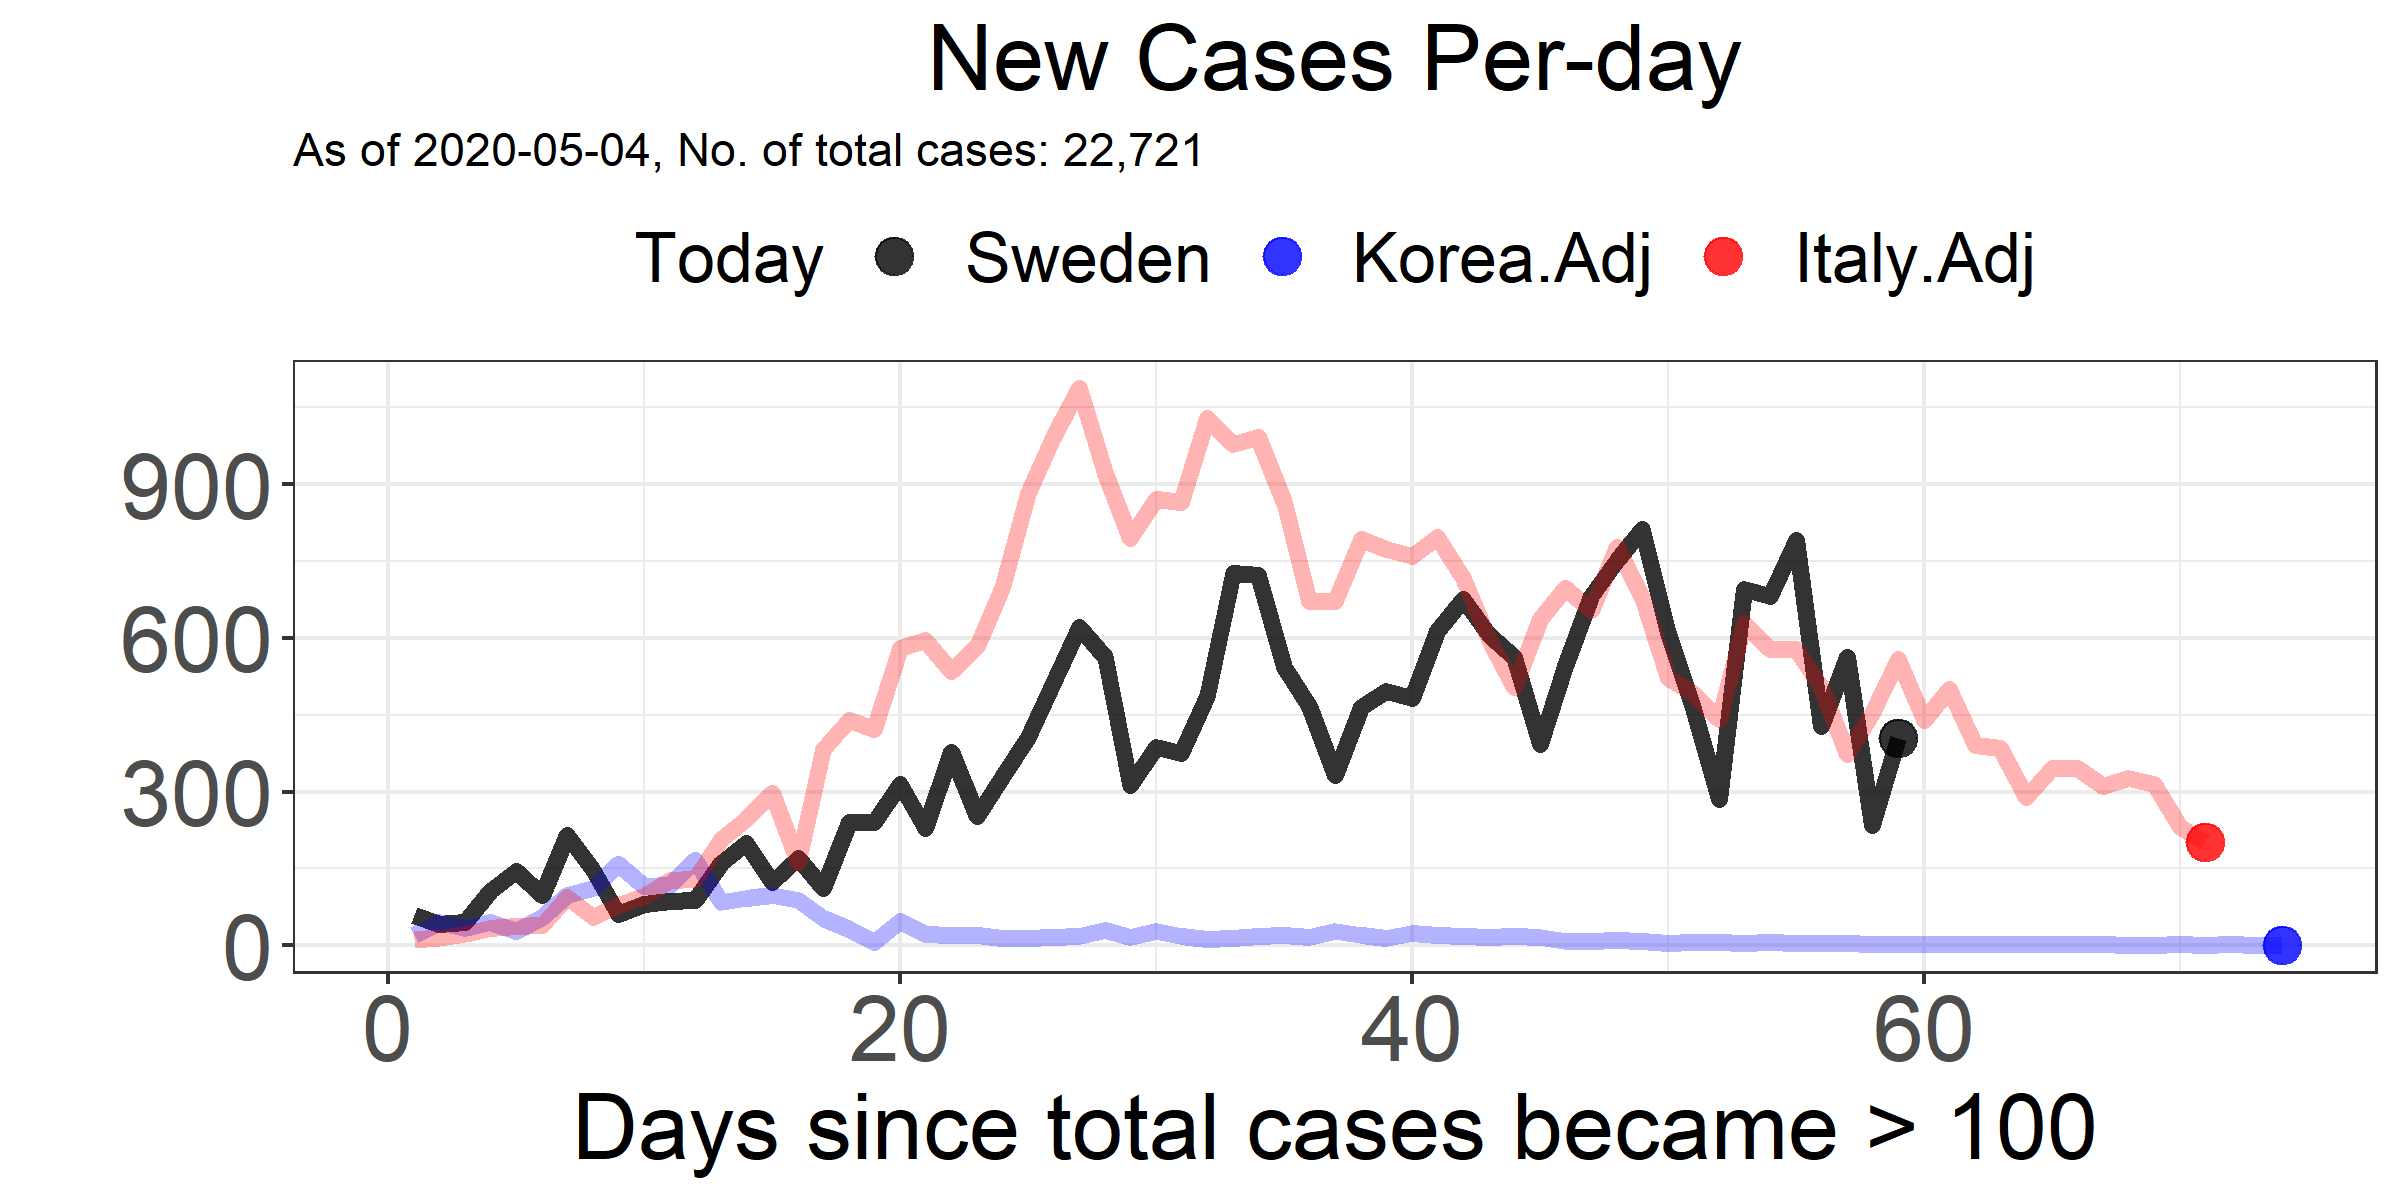 New Cases Per-day
As of 2020-05-04, No. of total cases: 22,721
Today Sweden Korea.Adj Italy.Adj
900
600
300
0
0 20 40 60
Days since total cases became > 100